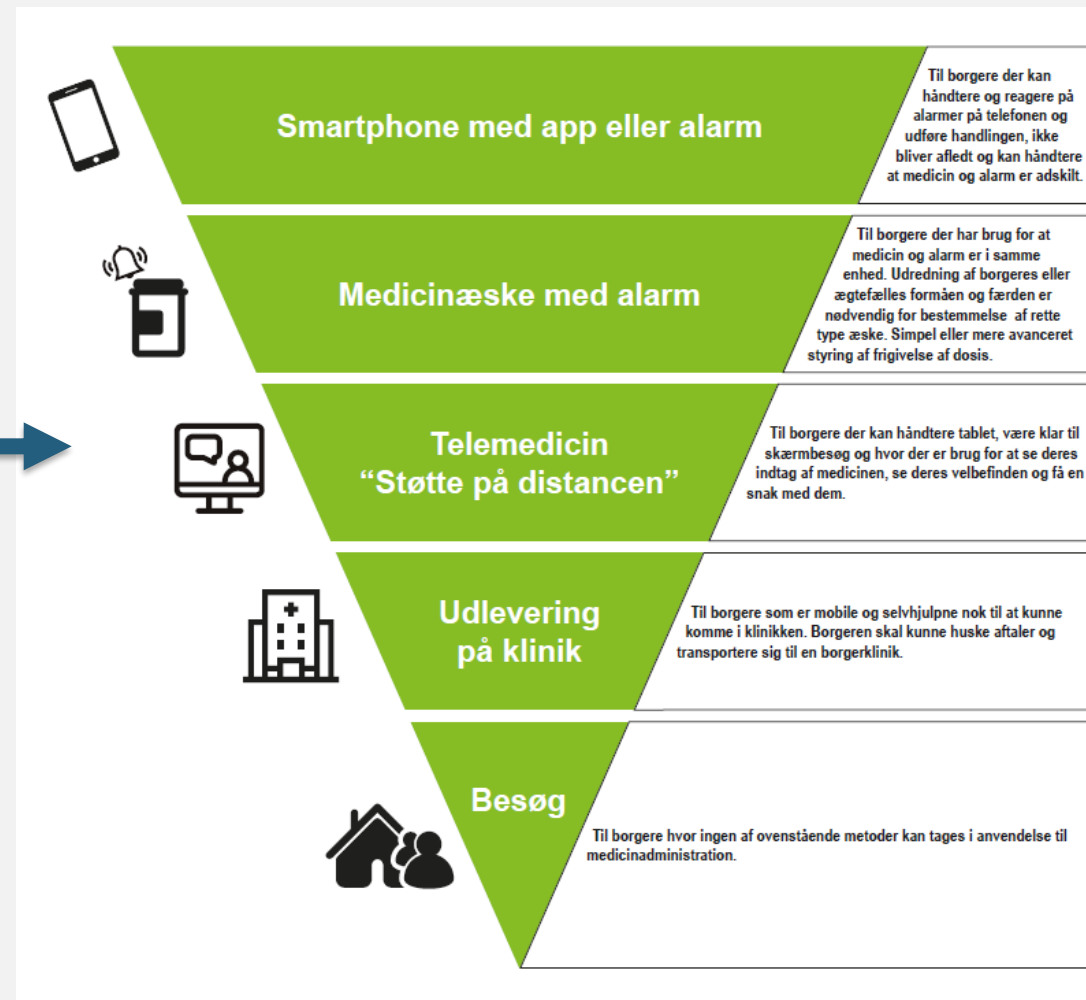 Smartphone med app eller alarm
Til borgere der kan
håndtere og reagere på
alarmer på telefonen og
udføre handlingen, ikke
bliver afledt og kan håndtere
at medicin og alarm er adskilt.
Medicinæske med alarm
Til borgere der har brug for at
medicin og alarm er i samme
enhed. Udredning af borgeres eller
ægtefælles formåen og færden er
nødvendig for bestemmelse af rette
type æske. Simpel eller mere avanceret
styring af frigivelse af dosis.
Telemedicin
“Støtte på distancen”
Til borgere der kan håndtere tablet, være klar til
skærmbesøg og hvor der er brug for at se deres
indtag af medicinen, se deres velbefinden og få en
snak med dem.
Udlevering
på klinik
Til borgere som er mobile og selvhjulpne nok til at kunne
komme i klinikken. Borgeren skal kunne huske aftaler og
transportere sig til en borgerklinik.
Besøg
Til borgere hvor ingen af ovenstående metoder kan tages i anvendelse til
medicinadministration.